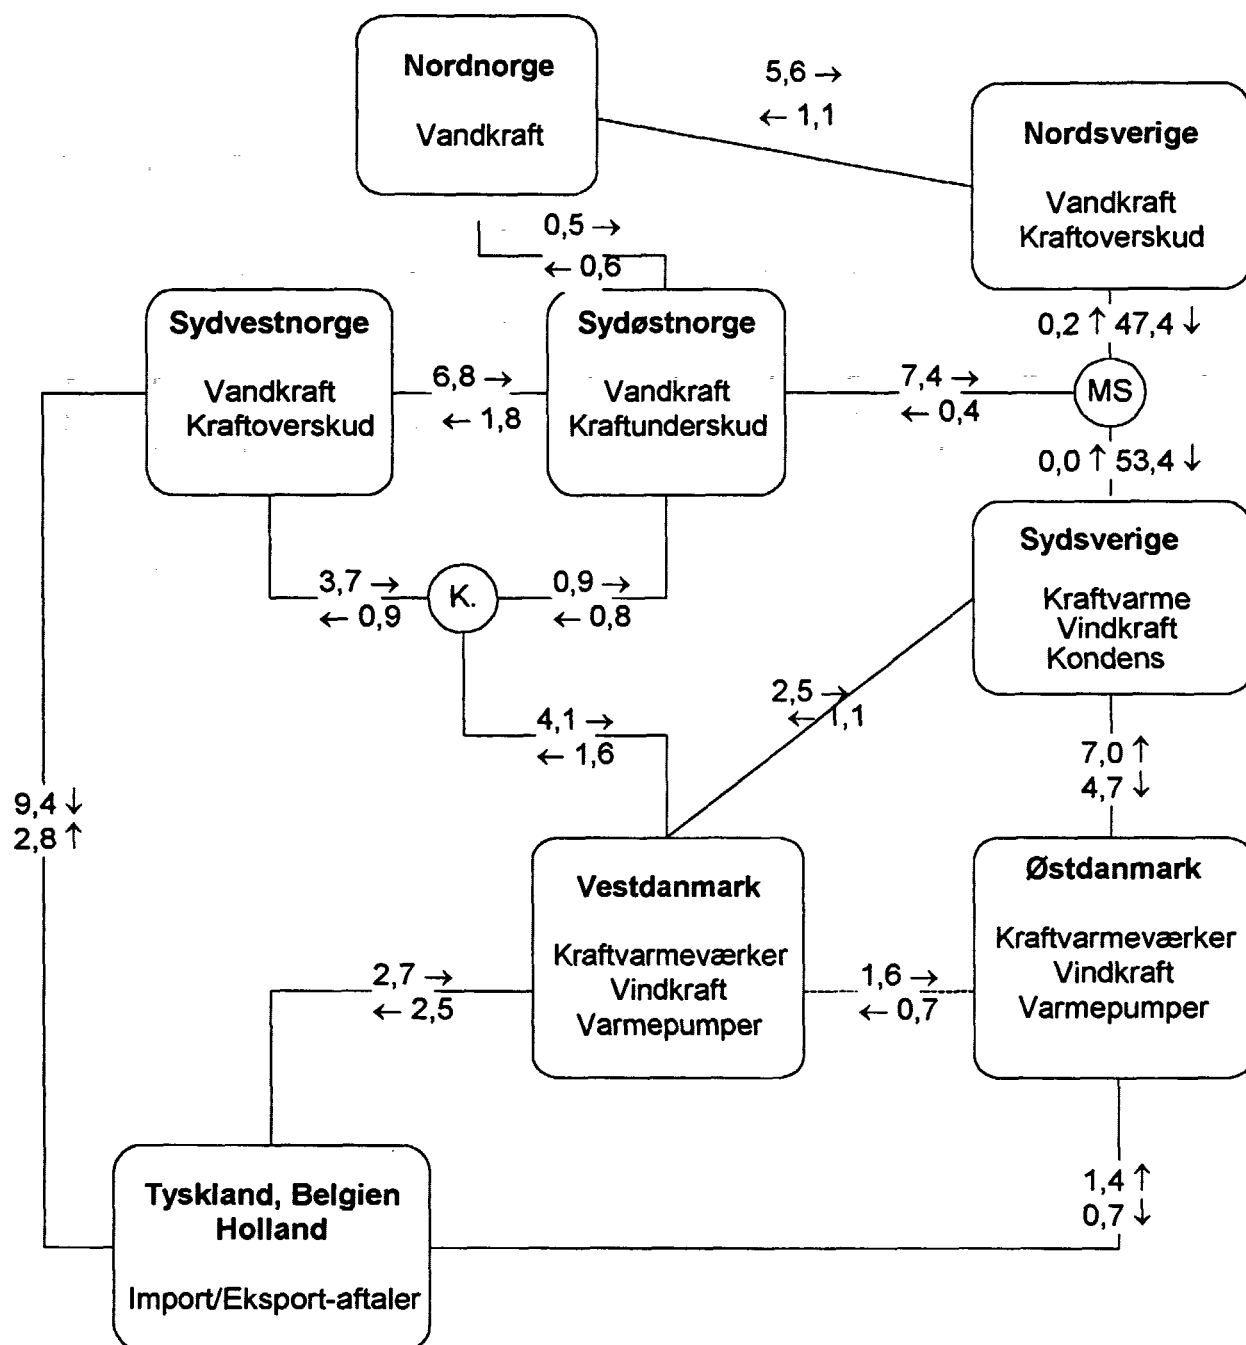 Nordnorge
Vandkraft
5,6 →
← 1,1
Nordsverige
Vandkraft
Kraftoverskud
0,5 →
← 0,6
0,2 ↑ 47,4 ↓
Sydvestnorge
Vandkraft
Kraftoverskud
6,8 →
← 1,8
Sydøstnorge
Vandkraft
Kraftunderskud
7,4 →
← 0,4
MS
0,0 ↑ 53,4 ↓
Sydsverige
Kraftvarme
Vindkraft
Kondens
3,7 →
← 0,9
K.
0,9 →
← 0,8
2,5 →
← 1,1
4,1 →
← 1,6
7,0 ↑
4,7 ↓
9,4 ↓
2,8 ↑
Vestdanmark
Kraftvarmeværker
Vindkraft
Varmepumper
1,6 →
← 0,7
Østdanmark
Kraftvarmeværker
Vindkraft
Varmepumper
2,7 →
← 2,5
1,4 ↑
0,7 ↓
Tyskland, Belgien
Holland
Import/Eksport-aftaler